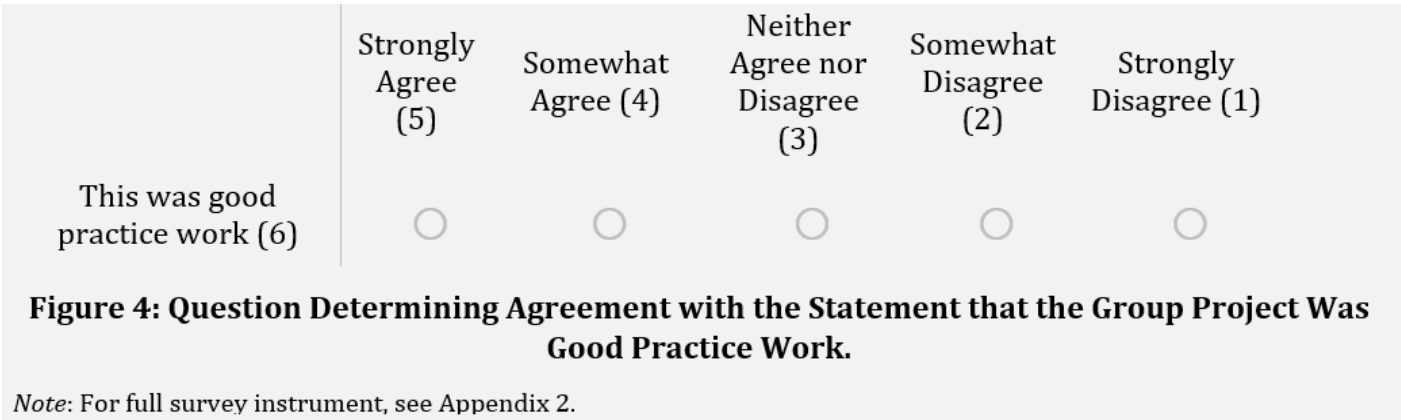 Strongly
Agree
(5)
Somewhat
Agree (4)
Neither
Agree nor
Disagree
(3)
Somewhat
Disagree
(2)
Strongly
Disagree (1)
This was good
practice work (6)
Figure 4: Question Determining Agreement with the Statement that the Group Project Was
Good Practice Work.
Note: For full survey instrument, see Appendix 2.